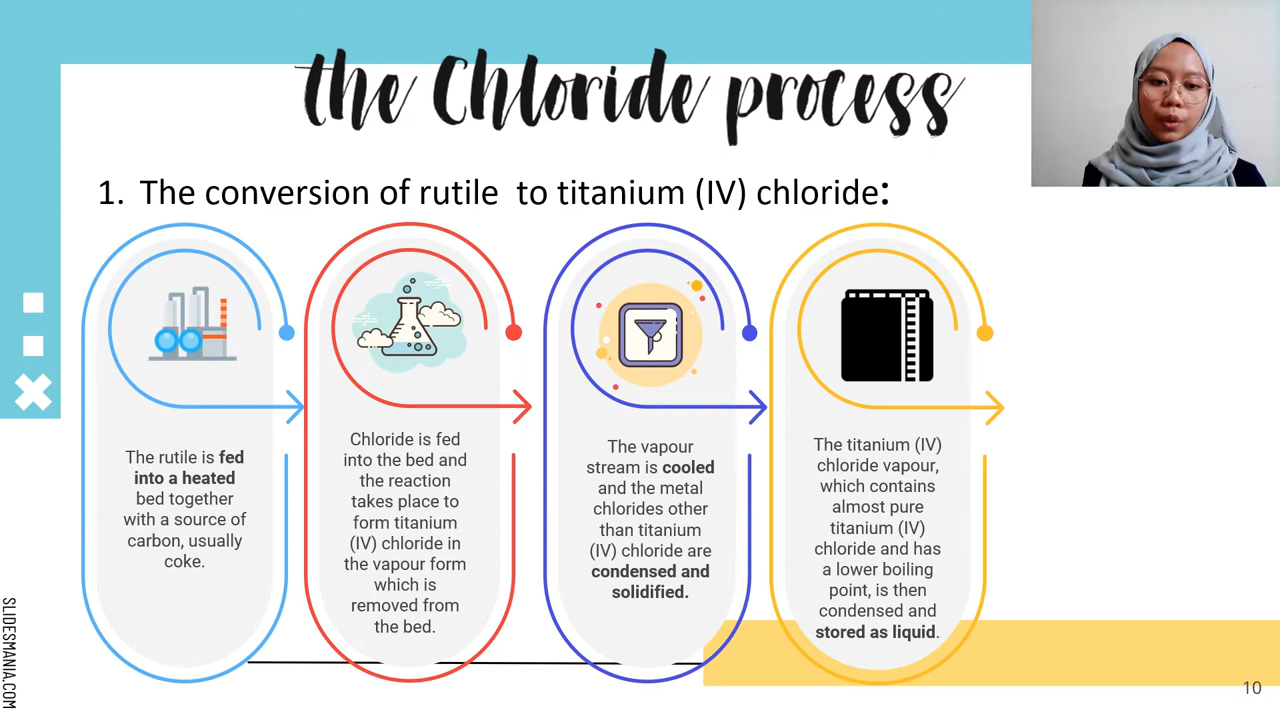 the Chloride process
1. The conversion of rutile to titanium (IV) chloride:
The rutile is fed
into a heated
bed together
with a source of
carbon, usually
coke.
Chloride is fed
into the bed and
the reaction
takes place to
form titanium
(IV) chloride in
the vapour form
which is
removed from
the bed.
The vapour
stream is cooled
and the metal
chlorides other
than titanium
(IV) chloride are
condensed and
solidified.
The titanium (IV)
chloride vapour,
which contains
almost pure
titanium (IV)
chloride and has
a lower boiling
point, is then
condensed and
stored as liquid.
SLIDESMANIA.COM
10